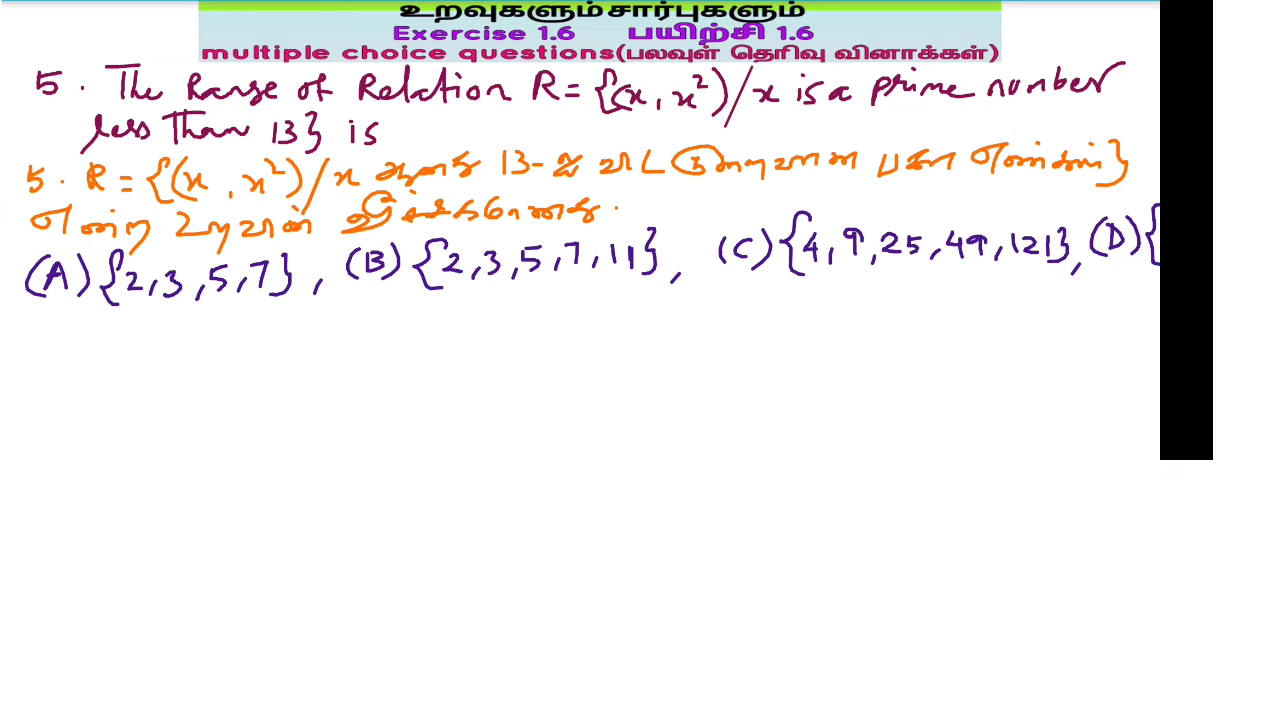 உறவுகளும் சார்புகளும்
Exercise 1.6 பயிற்சி 1.6
multiple choice questions(பலவுள் தெரிவு வினாக்கள்)
5. The Range of Relation R = {(x, x²)/x is a prime number
less than 13} is
5. R = {(x, x²)/x ஆனது 13-ஐ விட குறைவான பகா எண்கள்}
என்ற உறவின் வீச்சகமானது.
(A) {2,3,5,7}, (B) {2,3,5,7,11}, (C) {4,9,25,49,121}, (D) {